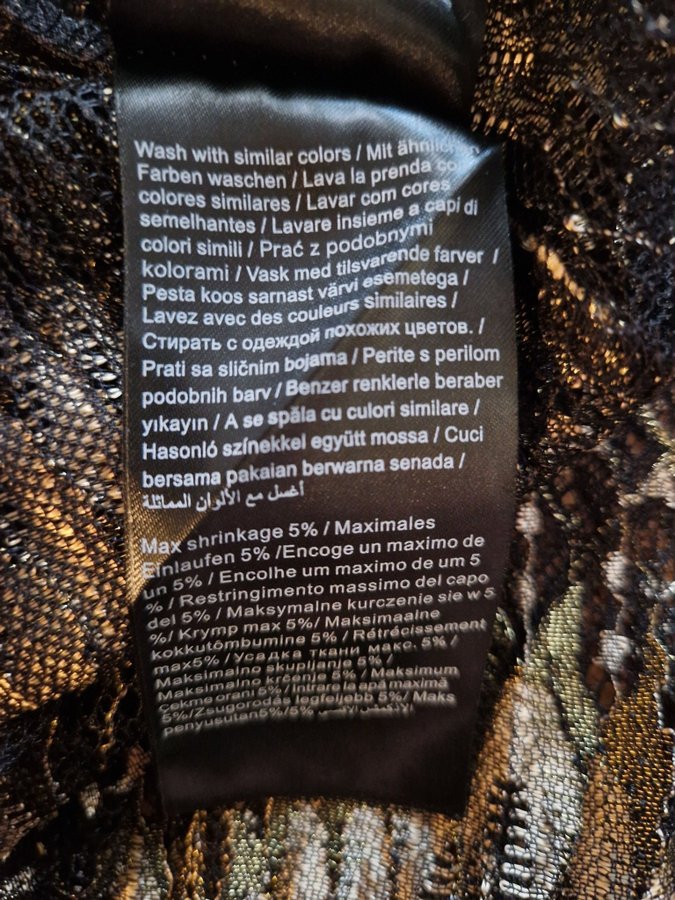 Wash with similar colors / Mit ähnlichen
Farben waschen / Lava la prenda con
colores similares / Lavar com cores
semelhantes / Lavare insieme a capi di
colori simili / Prać z podobnymi
kolorami / Vask med tilsvarende farver /
Pesta koos sarnast värvi esemetega /
Lavez avec des couleurs similaires /
Стирать с одеждой похожих цветов. /
Prati sa sličnim bojama / Perite s perilom
podobnih barv / Benzer renklerle beraber
yıkayın / A se spăla cu culori similare /
Hasonló színekkel együtt mossa / Cuci
bersama pakaian berwarna senada /
أغسل مع الألوان المماثلة
Max shrinkage 5% / Maximales
Einlaufen 5% /Encoge un maximo de
un 5% / Encolhe um maximo de um 5
% / Restringimento massimo del capo
del 5% / Maksymalne kurczenie sie w 5
%/ Krymp max 5%/ Maksimaalne
kokkutõmbumine 5% / Rétrécissement
max5% / Усадка ткани макс. 5% /
Maksimalno skupljanje 5% /
Maksimalno krčenje 5% / Maksimum
çekme oranı 5% / Intrare la apă maximă
5%/Zsugorodás legfeljebb 5%/ Maks
penyusutan5%/5% الانكماش الأقصى